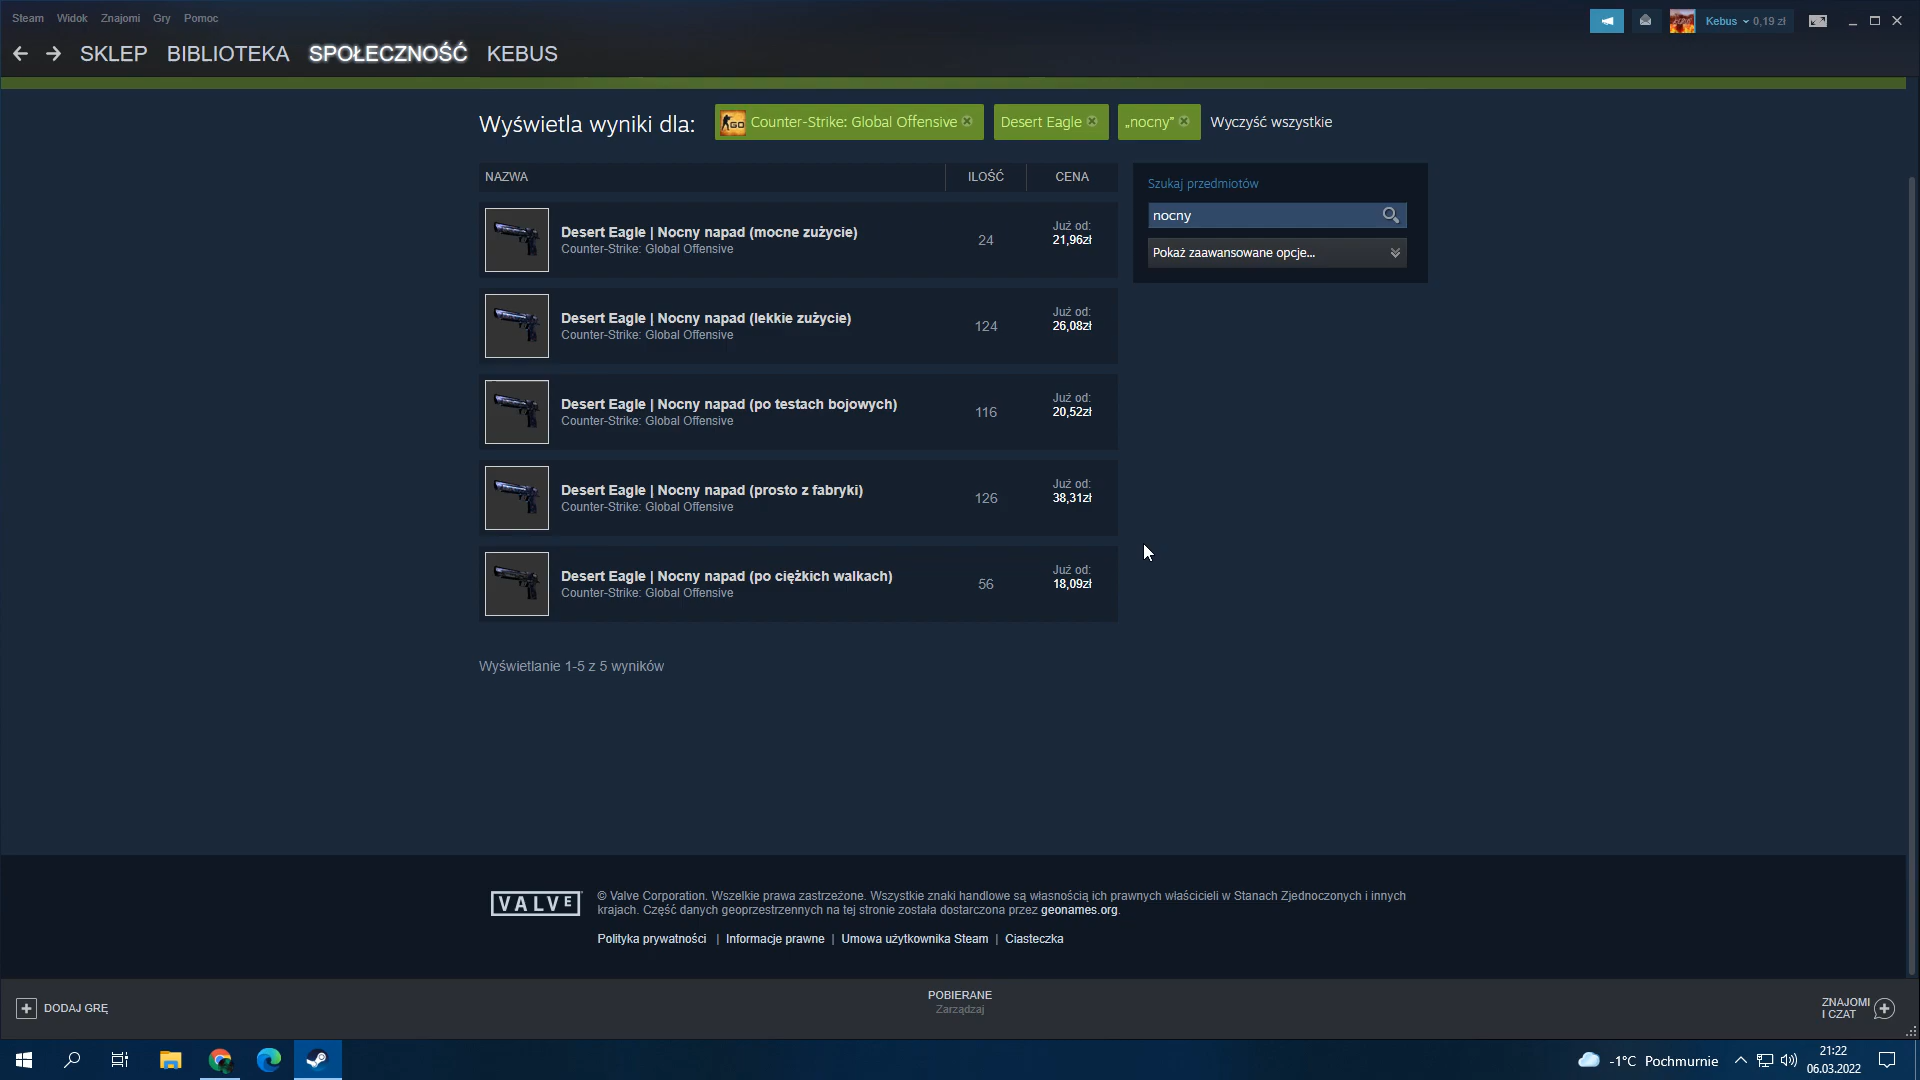 Steam Widok Znajomi Gry Pomoc
Kebus 0,19 zł
SKLEP BIBLIOTEKA SPOŁECZNOŚĆ KEBUS
Wyświetla wyniki dla: GO Counter-Strike: Global Offensive Desert Eagle „nocny” Wyczyść wszystkie
NAZWA ILOŚĆ CENA
Desert Eagle | Nocny napad (mocne zużycie)
Counter-Strike: Global Offensive
24
Już od:
21,96zł
Desert Eagle | Nocny napad (lekkie zużycie)
Counter-Strike: Global Offensive
124
Już od:
26,08zł
Desert Eagle | Nocny napad (po testach bojowych)
Counter-Strike: Global Offensive
116
Już od:
20,52zł
Desert Eagle | Nocny napad (prosto z fabryki)
Counter-Strike: Global Offensive
126
Już od:
38,31zł
Desert Eagle | Nocny napad (po ciężkich walkach)
Counter-Strike: Global Offensive
56
Już od:
18,09zł
Wyświetlanie 1-5 z 5 wyników
Szukaj przedmiotów
nocny
Pokaż zaawansowane opcje...
VALVE
© Valve Corporation. Wszelkie prawa zastrzeżone. Wszystkie znaki handlowe są własnością ich prawnych właścicieli w Stanach Zjednoczonych i innych
krajach. Część danych geoprzestrzennych na tej stronie została dostarczona przez geonames.org.
Polityka prywatności | Informacje prawne | Umowa użytkownika Steam | Ciasteczka
DODAJ GRĘ
POBIERANE
Zarządzaj
ZNAJOMI
I CZAT
-1°C Pochmurnie
21:22
06.03.2022